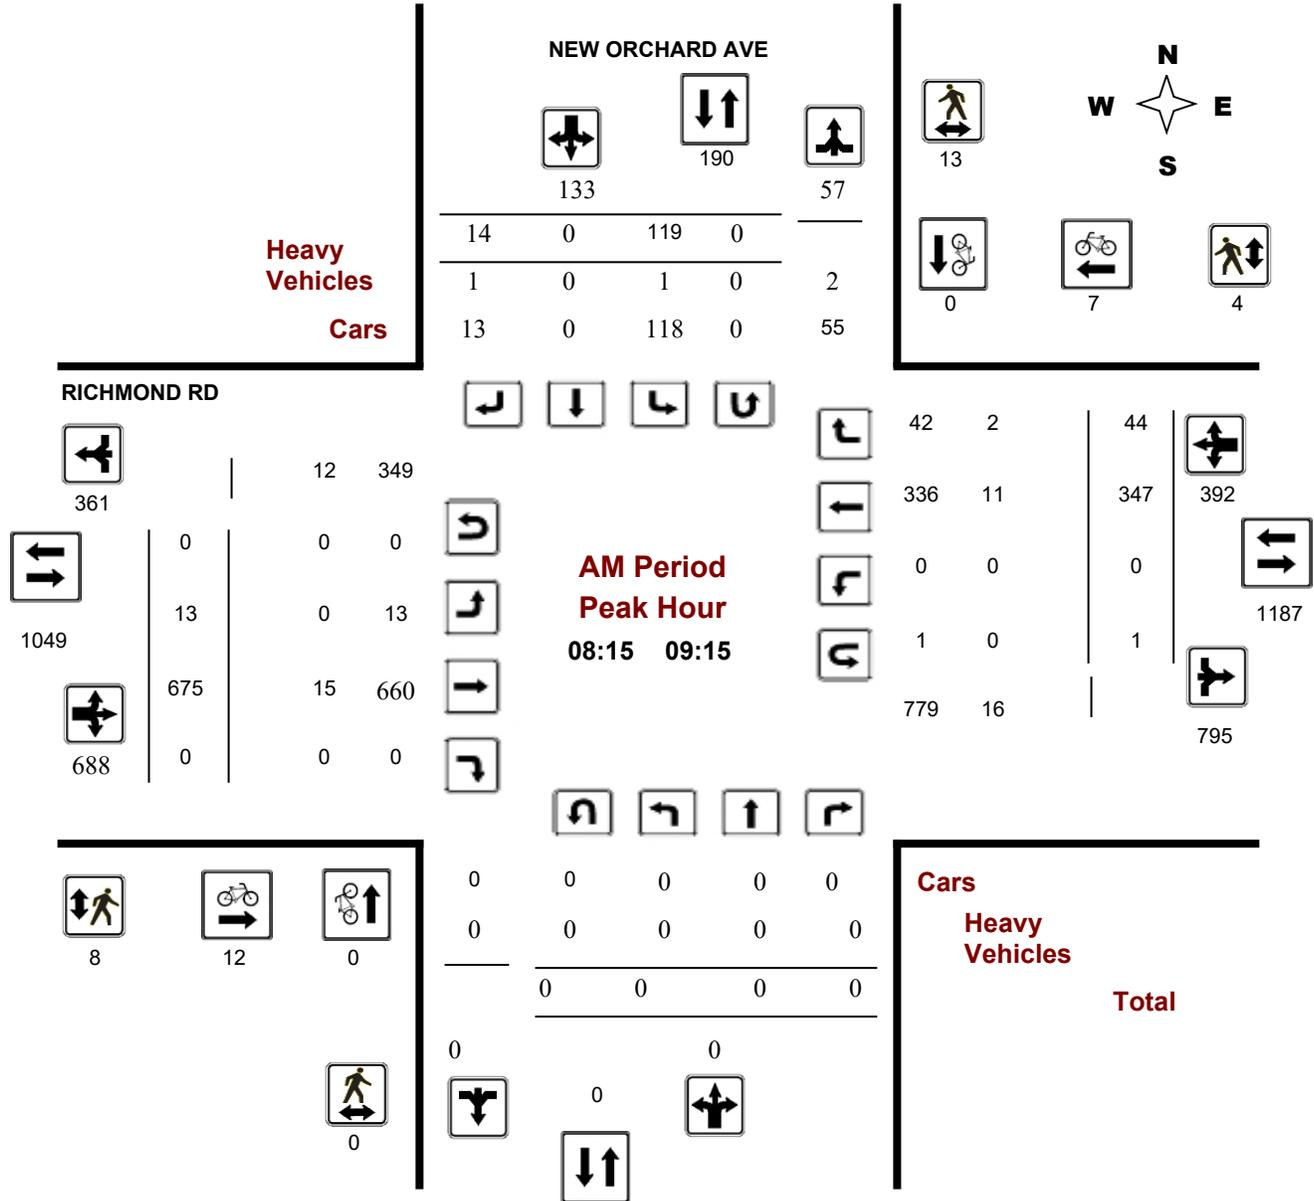 NEW ORCHARD AVE
N
W E
S
190
13
133 57
14 0 119 0
Heavy
Vehicles
1 0 1 0 2
Cars
13 0 118 0 55
0 7 4
RICHMOND RD
42 2 44
12 349
361
336 11 347 392
0 0 0
AM Period
Peak Hour
08:15 09:15
0 0 0
13 0 13
1049
1187
1 0 1
675 15 660
779 16
795
688
0 0 0
0 0 0 0 0
Cars
0 0 0 0 0
Heavy
Vehicles
8 12 0
0 0 0 0
Total
0 0
0
0